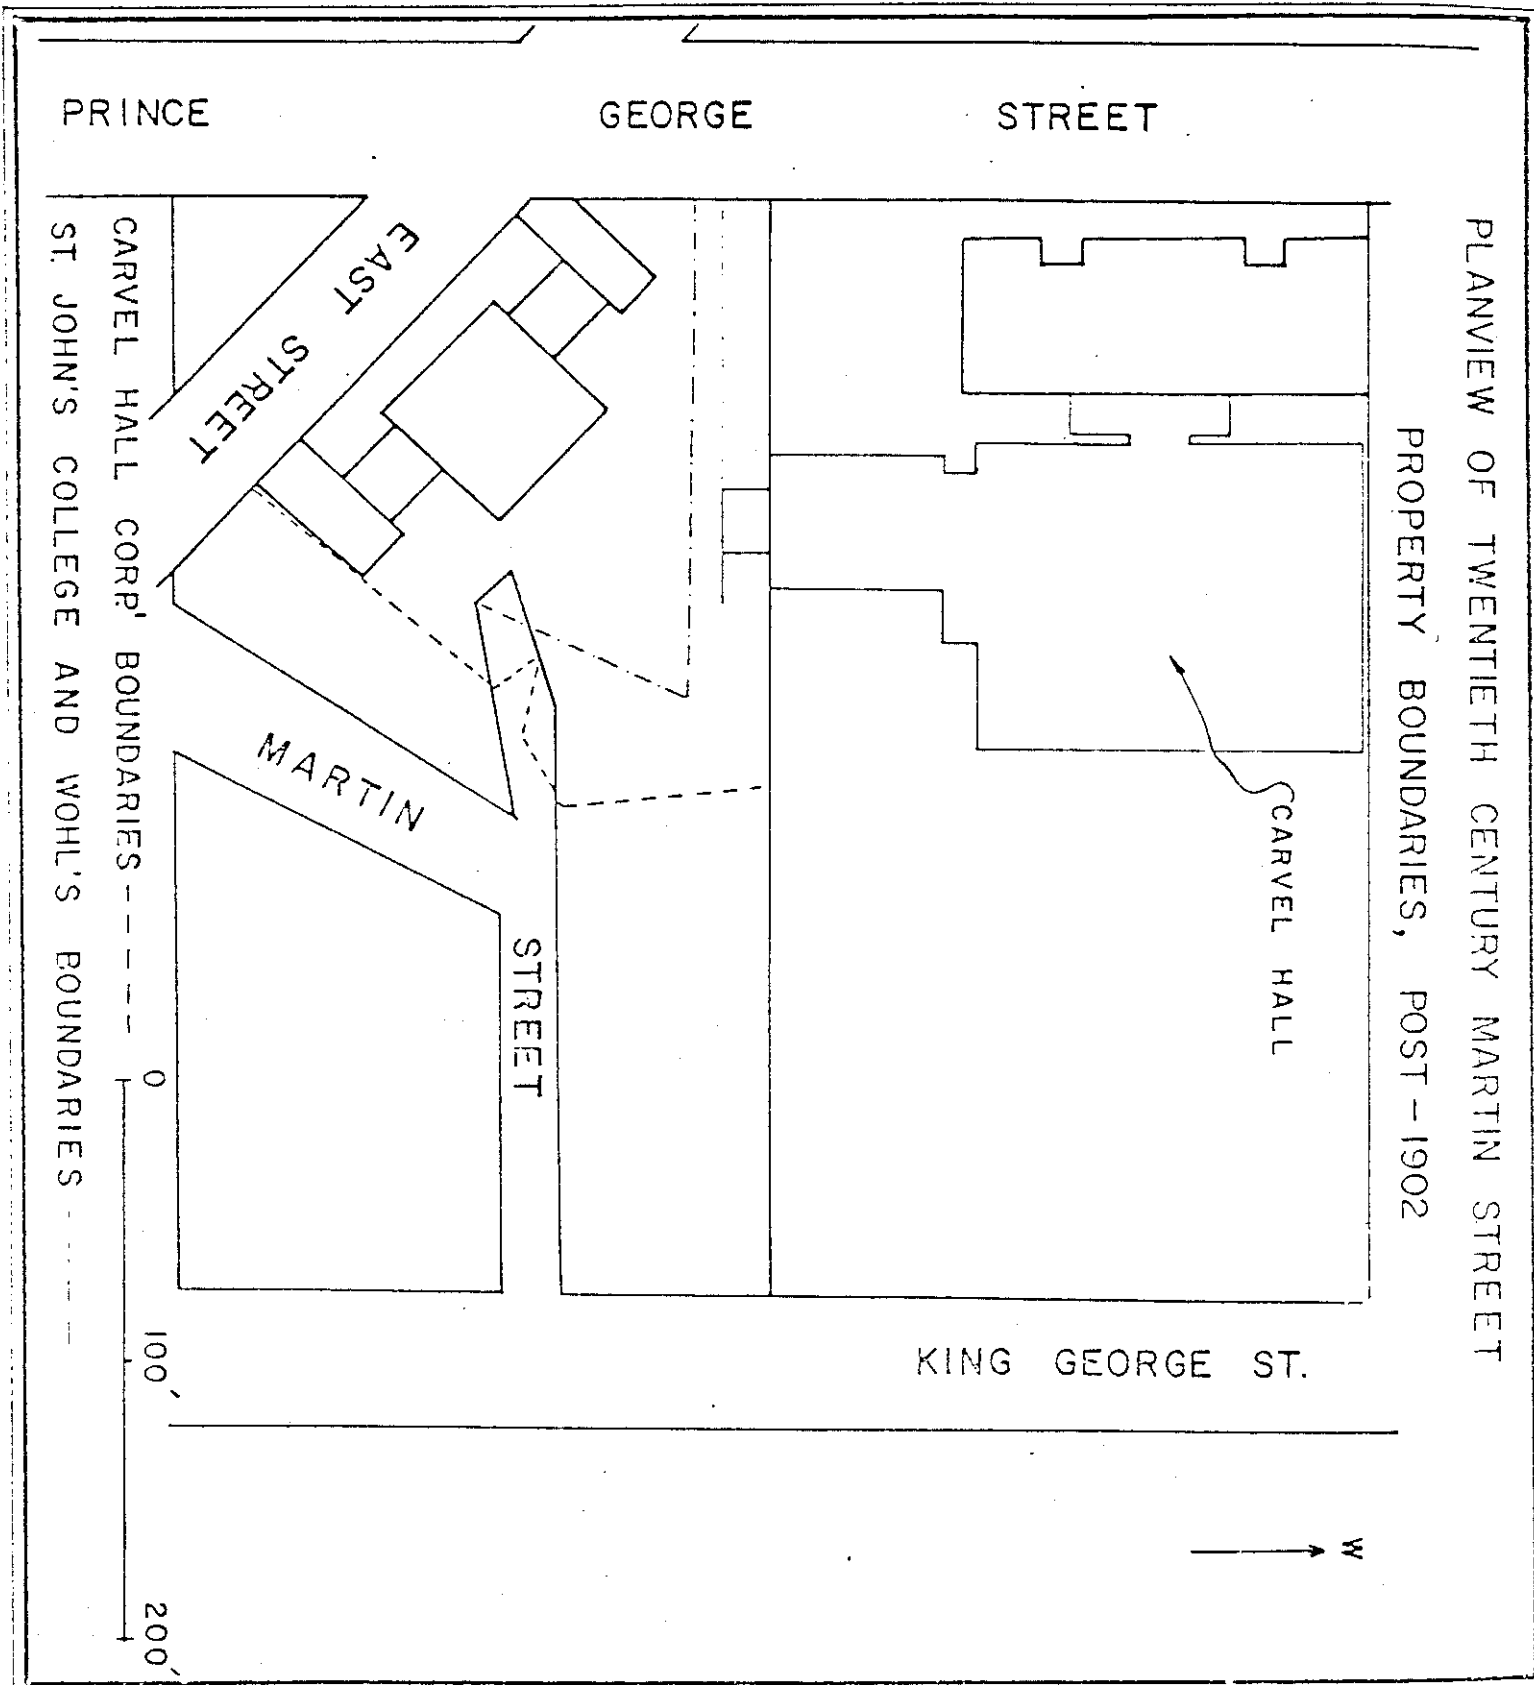 PLANVIEW OF TWENTIETH CENTURY MARTIN STREET
PROPERTY BOUNDARIES, POST-1902
PRINCE GEORGE STREET
EAST STREET
MARTIN STREET
CARVEL HALL
KING GEORGE ST.
W
CARVEL HALL CORP.' BOUNDARIES
ST. JOHN'S COLLEGE AND WOHL'S BOUNDARIES
0 100' 200'